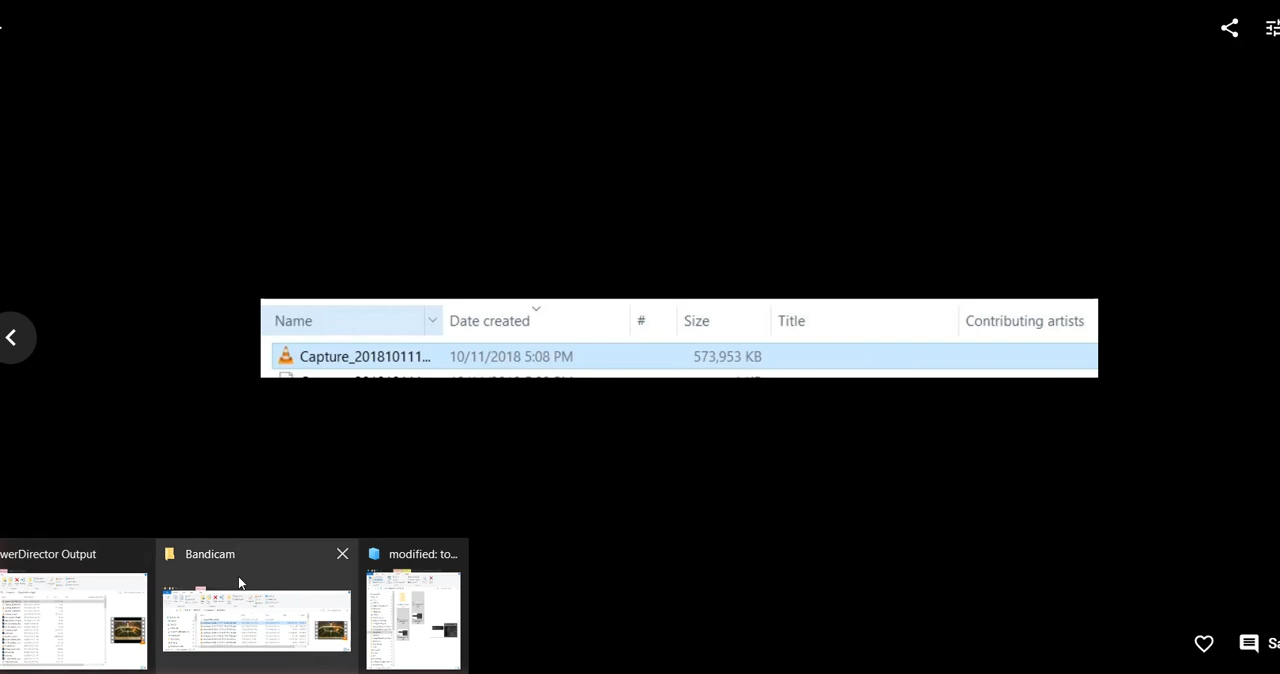 Name Date created # Size Title Contributing artists
Capture_201810111... 10/11/2018 5:08 PM 573,953 KB
werDirector Output Bandicam modified: to...
Sa